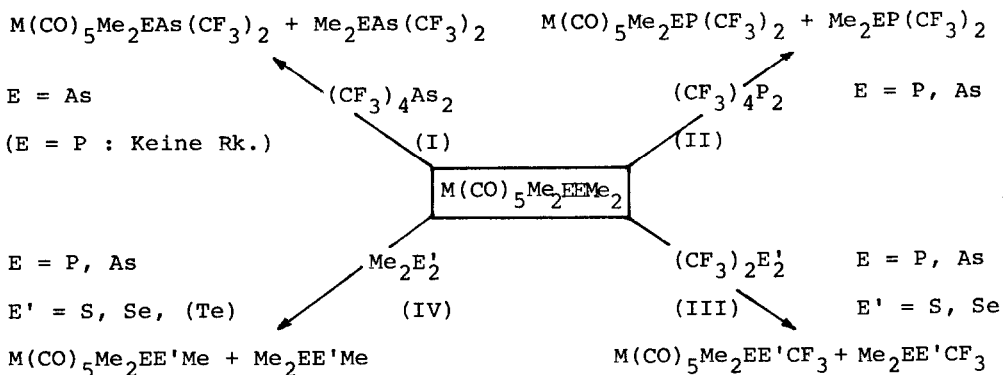 M(CO)₅Me₂EAs(CF₃)₂ + Me₂EAs(CF₃)₂ M(CO)₅Me₂EP(CF₃)₂ + Me₂EP(CF₃)₂
E = As (CF₃)₄As₂ (CF₃)₄P₂ E = P, As
(E = P : Keine Rk.) (I) (II)
M(CO)₅Me₂EEMe₂
E = P, As Me₂E'₂ (CF₃)₂E'₂ E = P, As
E' = S, Se, (Te) (IV) (III) E' = S, Se
M(CO)₅Me₂EE'Me + Me₂EE'Me M(CO)₅Me₂EE'CF₃ + Me₂EE'CF₃